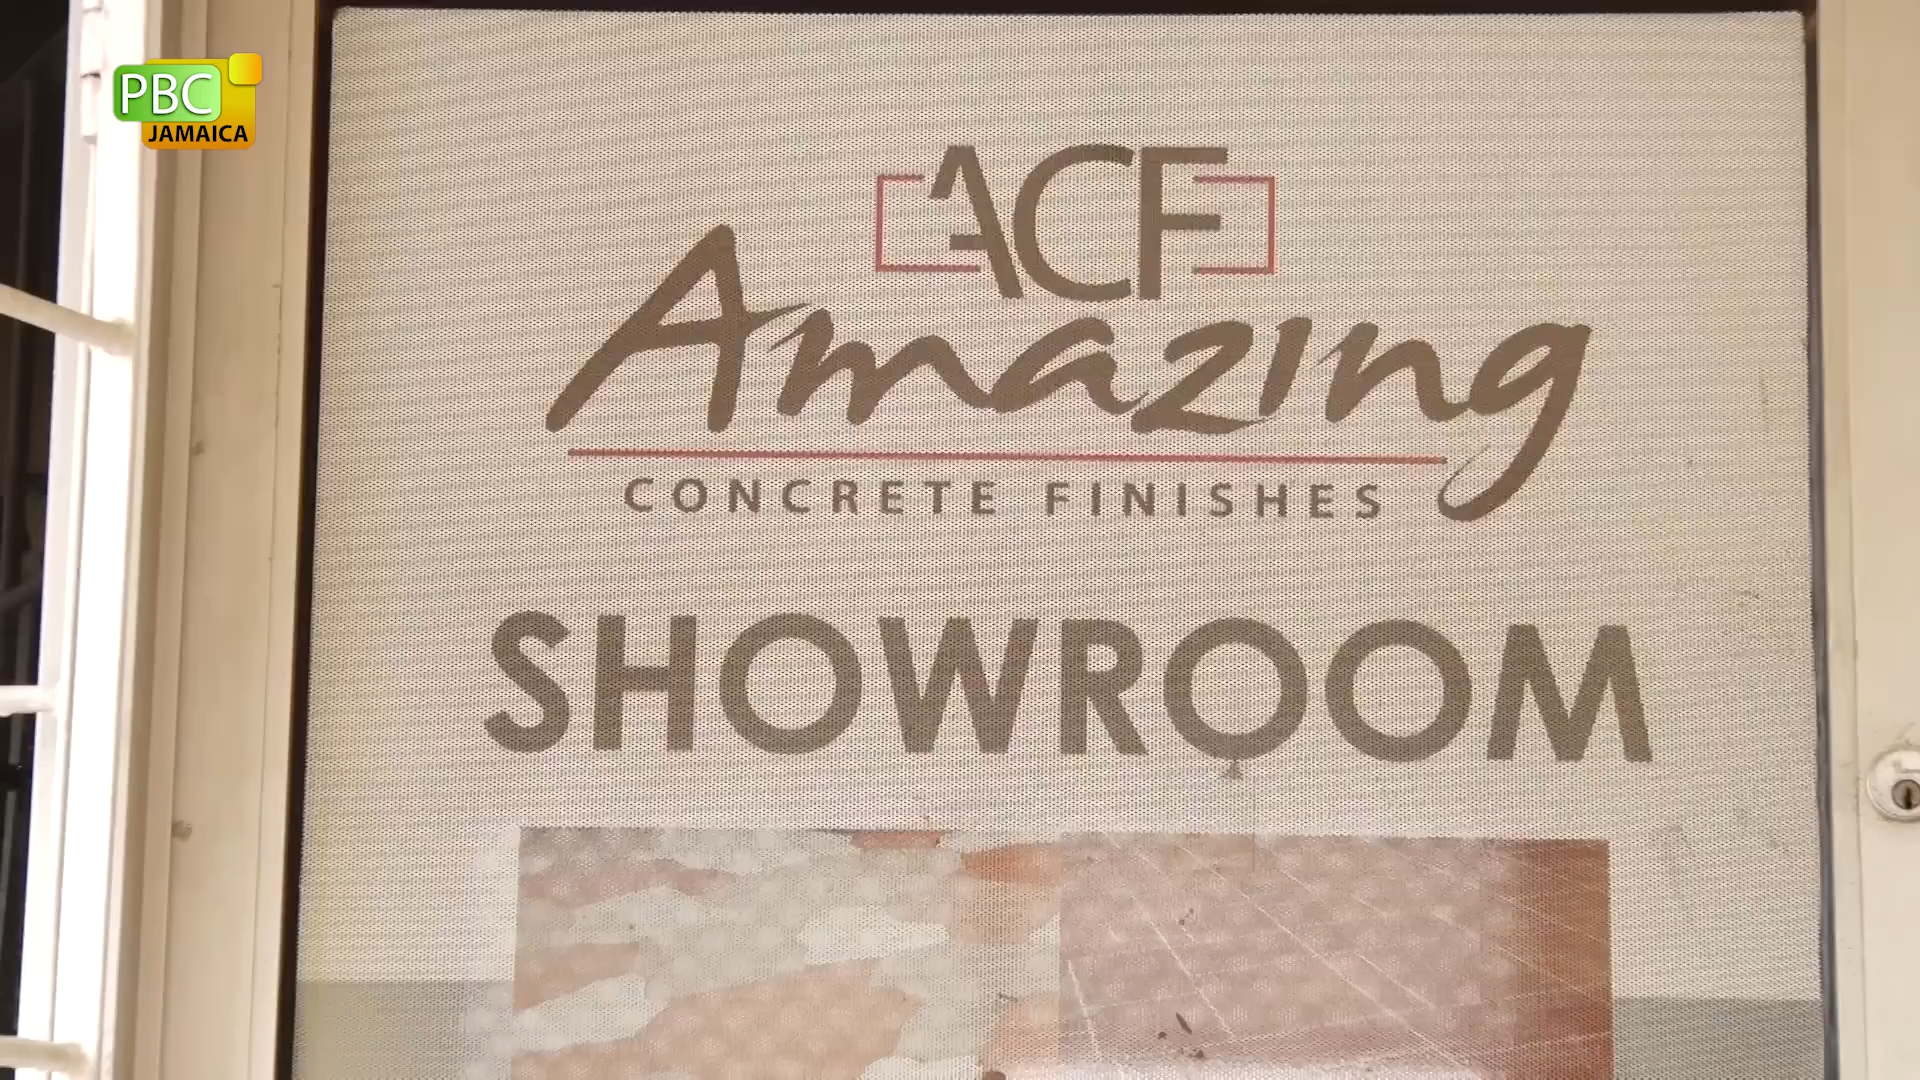 PBC
JAMAICA
ACF
Amazing
CONCRETE FINISHES
SHOWROOM